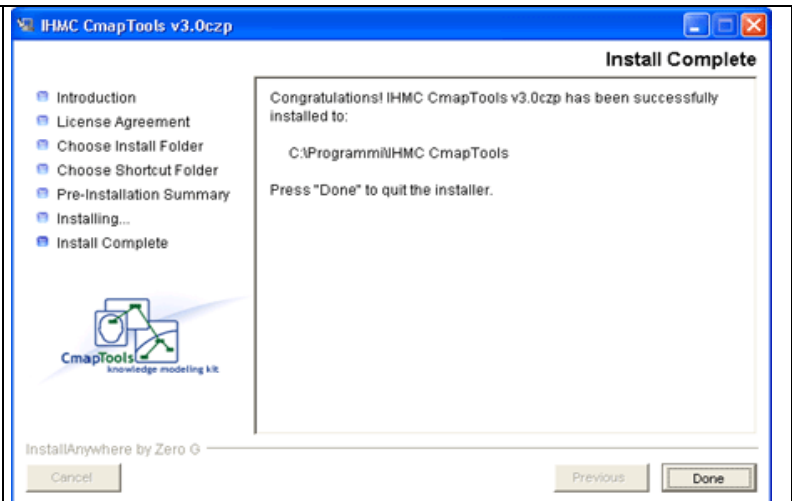 IHMC CmapTools v3.0czp
Install Complete
Introduction
License Agreement
Choose Install Folder
Choose Shortcut Folder
Pre-Installation Summary
Installing...
Install Complete
CmapTools
knowledge modeling kit
Congratulations! IHMC CmapTools v3.0czp has been successfully
installed to:
C:\Programmi\IHMC CmapTools
Press "Done" to quit the installer.
InstallAnywhere by Zero G
Cancel
Previous
Done